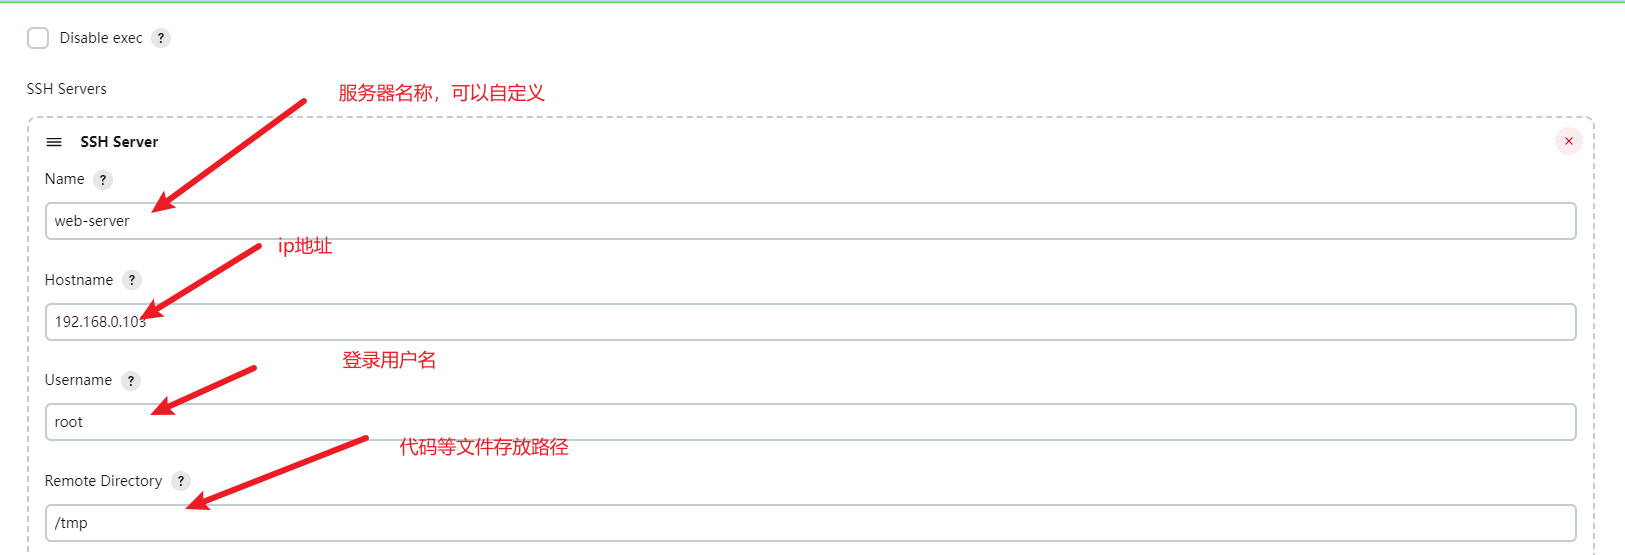 Disable exec ?
SSH Servers
服务器名称，可以自定义
SSH Server
Name ?
web-server
ip地址
Hostname ?
192.168.0.103
登录用户名
Username ?
root
代码等文件存放路径
Remote Directory ?
/tmp